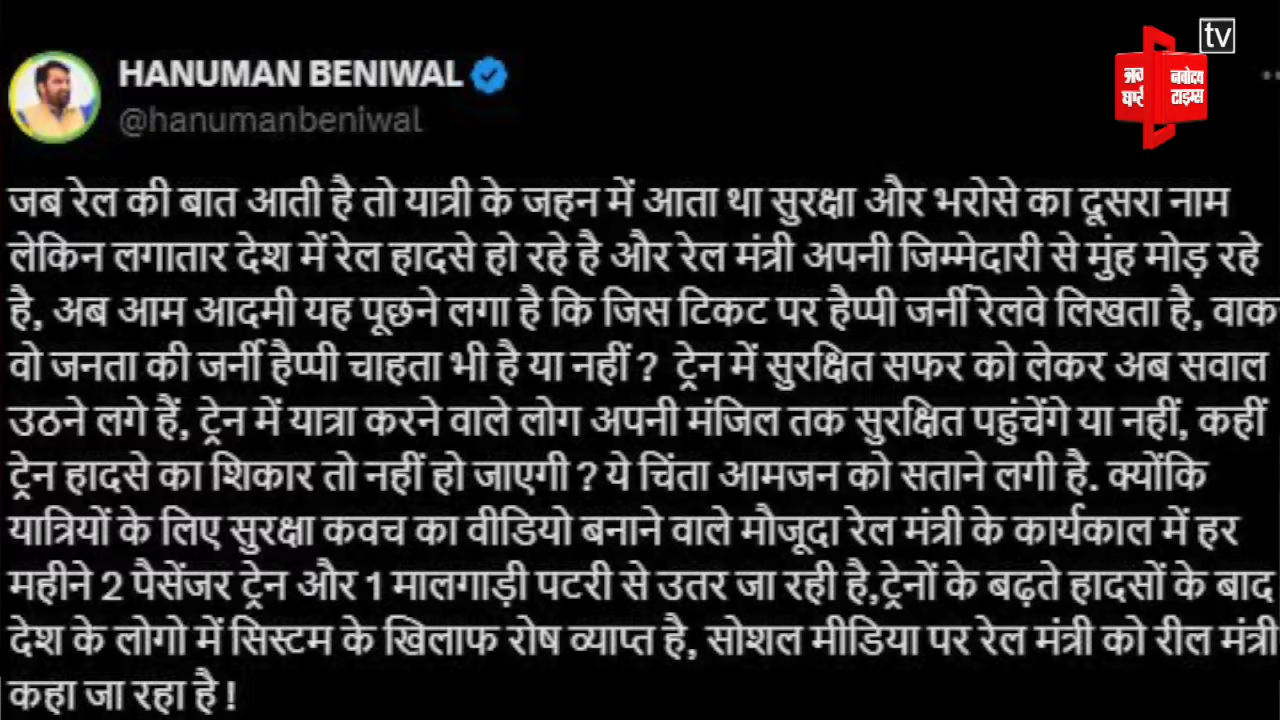 tv
HANUMAN BENIWAL
नवोदय
टाइम्स
@hanumanbeniwal
जब रेल की बात आती है तो यात्री के जहन में आता था सुरक्षा और भरोसे का दूसरा नाम
लेकिन लगातार देश में रेल हादसे हो रहे है और रेल मंत्री अपनी जिम्मेदारी से मुंह मोड़ रहे
है, अब आम आदमी यह पूछने लगा है कि जिस टिकट पर हैप्पी जर्नी रेलवे लिखता है, वाक
वो जनता की जर्नी हैप्पी चाहता भी है या नहीं ? ट्रेन में सुरक्षित सफर को लेकर अब सवाल
उठने लगे हैं, ट्रेन में यात्रा करने वाले लोग अपनी मंजिल तक सुरक्षित पहुंचेंगे या नहीं, कहीं
ट्रेन हादसे का शिकार तो नहीं हो जाएगी ? ये चिंता आमजन को सताने लगी है. क्योंकि
यात्रियों के लिए सुरक्षा कवच का वीडियो बनाने वाले मौजूदा रेल मंत्री के कार्यकाल में हर
महीने 2 पैसेंजर ट्रेन और 1 मालगाड़ी पटरी से उतर जा रही है,ट्रेनों के बढ़ते हादसों के बाद
देश के लोगो में सिस्टम के खिलाफ रोष व्याप्त है, सोशल मीडिया पर रेल मंत्री को रील मंत्री
कहा जा रहा है !